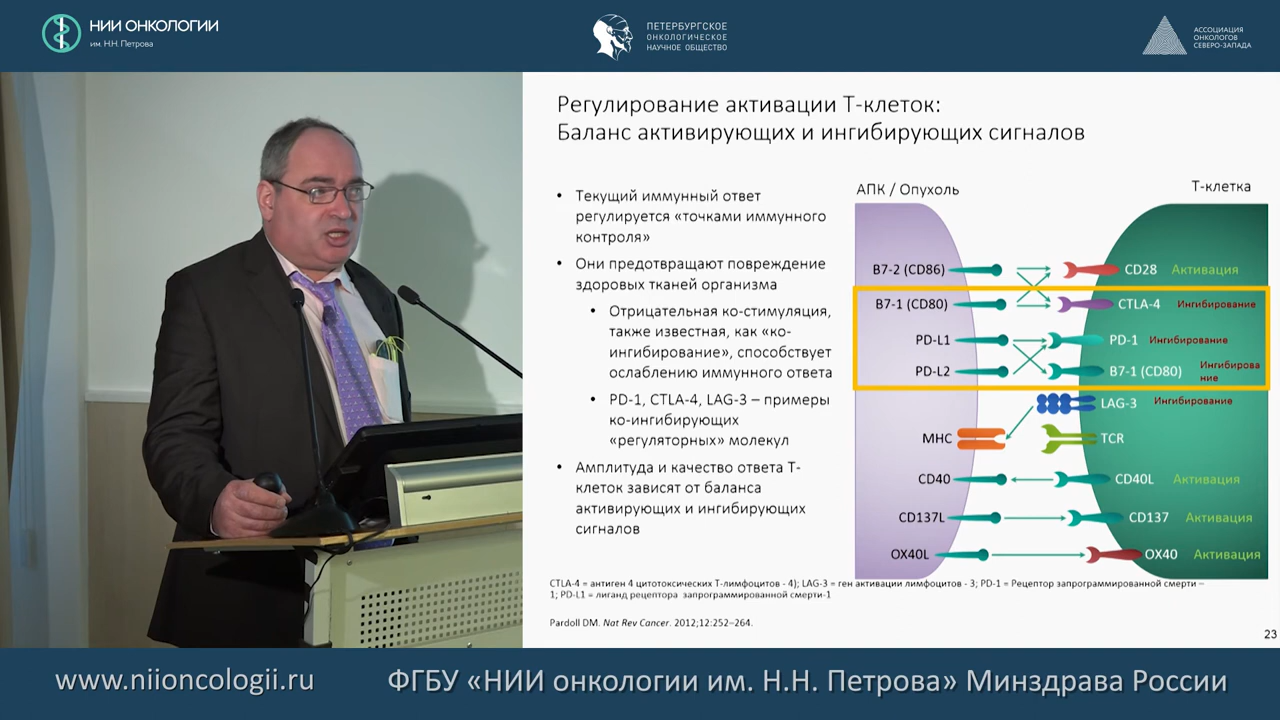 НИИ ОНКОЛОГИИ
им. Н.Н. Петрова
ПЕТЕРБУРГСКОЕ
ОНКОЛОГИЧЕСКОЕ
НАУЧНОЕ ОБЩЕСТВО
АССОЦИАЦИЯ
ОНКОЛОГОВ
СЕВЕРО-ЗАПАДА
Регулирование активации Т-клеток:
Баланс активирующих и ингибирующих сигналов
• Текущий иммунный ответ
регулируется «точками иммунного
контроля»
• Они предотвращают повреждение
здоровых тканей организма
• Отрицательная ко-стимуляция,
также известная, как «ко-
ингибирование», способствует
ослаблению иммунного ответа
• PD-1, CTLA-4, LAG-3 – примеры
ко-ингибирующих
«регуляторных» молекул
• Амплитуда и качество ответа Т-
клеток зависят от баланса
активирующих и ингибирующих
сигналов
АПК / Опухоль
Т-клетка
B7-2 (CD86) CD28 Активация
B7-1 (CD80) CTLA-4 Ингибирование
PD-L1 PD-1 Ингибирование
PD-L2 B7-1 (CD80) Ингибирова
ние
LAG-3 Ингибирование
MHC TCR
CD40 CD40L Активация
CD137L CD137 Активация
OX40L OX40 Активация
CTLA-4 = антиген 4 цитотоксических Т-лимфоцитов - 4); LAG-3 = ген активации лимфоцитов - 3; PD-1 = Рецептор запрограммированной смерти –
1; PD-L1 = лиганд рецептора запрограммированной смерти-1
Pardoll DM. Nat Rev Cancer. 2012;12:252–264.
23
www.niioncologii.ru
ФГБУ «НИИ онкологии им. Н.Н. Петрова» Минздрава России